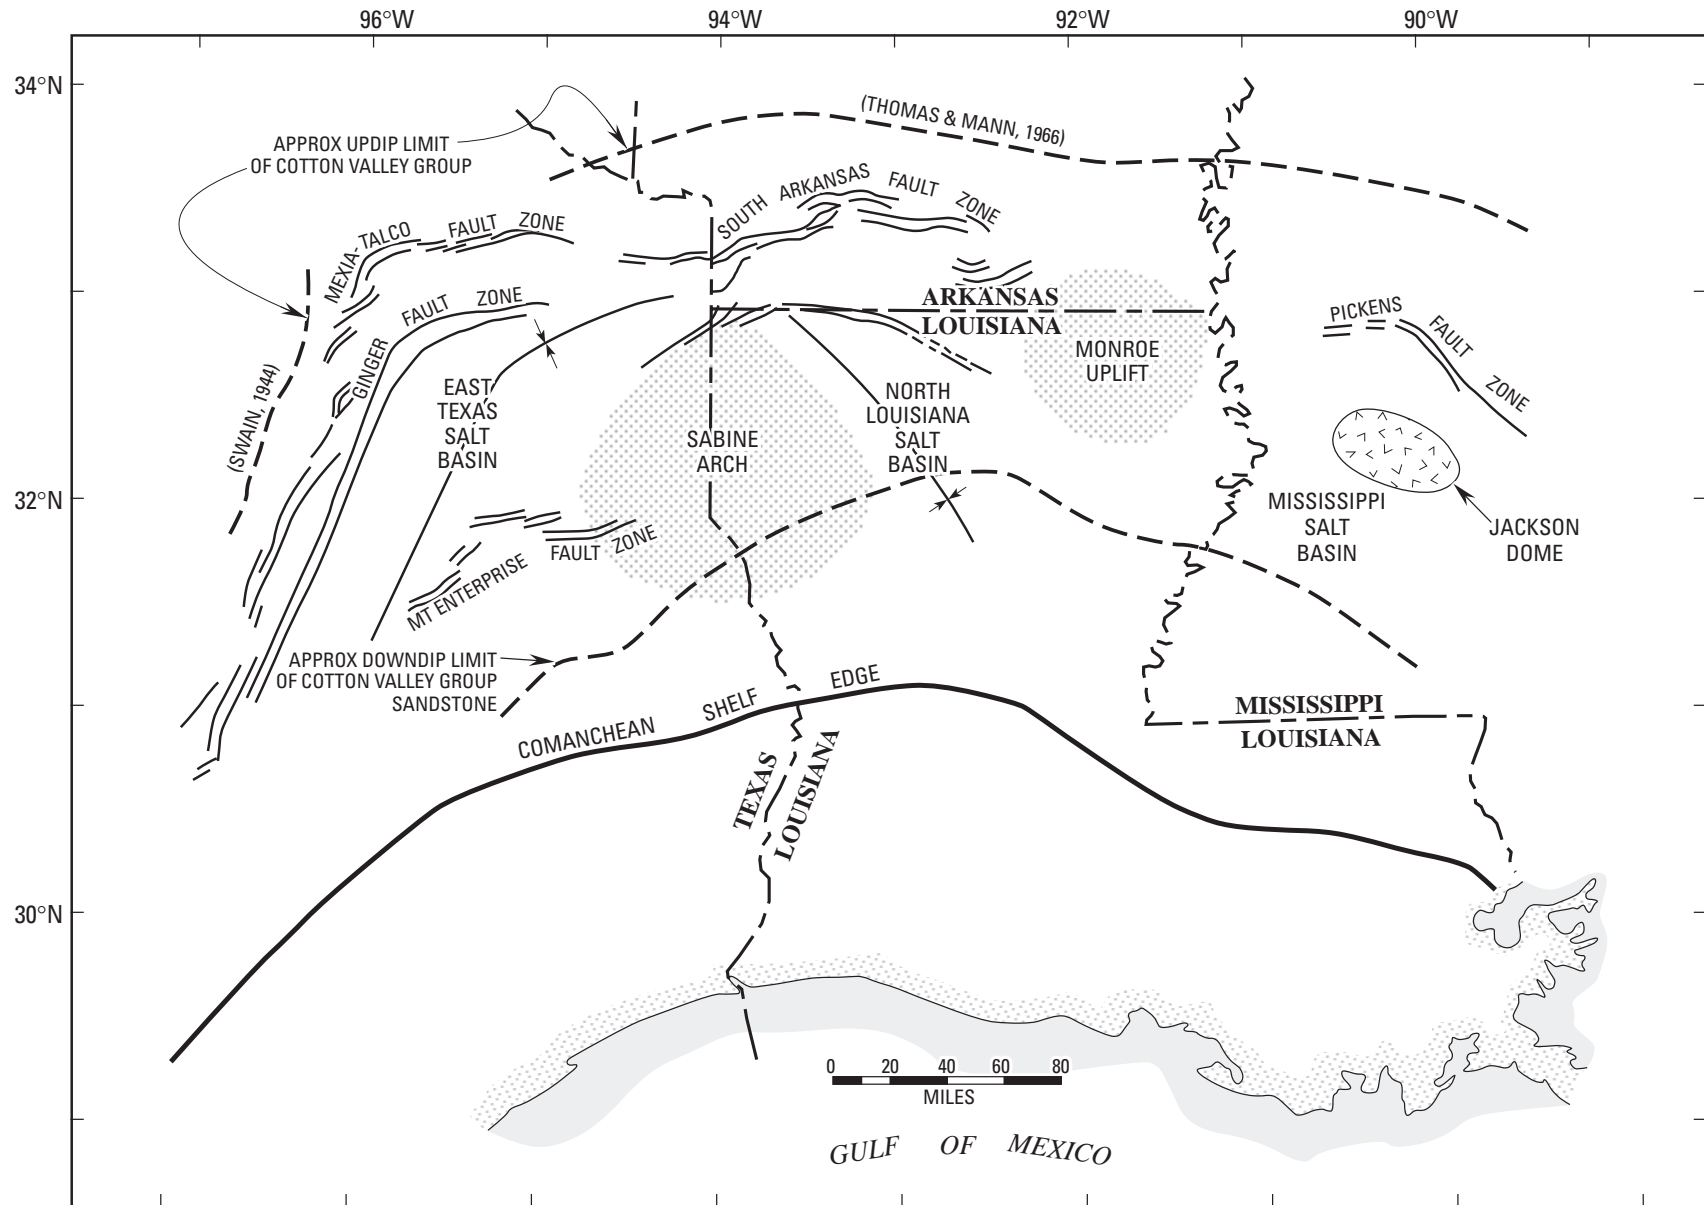 96°W
94°W
92°W
90°W
34°N
(THOMAS & MANN, 1966)
APPROX UPDIP LIMIT
OF COTTON VALLEY GROUP
SOUTH ARKANSAS FAULT ZONE
MEXIA-TALCO FAULT ZONE
GINGER FAULT ZONE
ARKANSAS
LOUISIANA
PICKENS FAULT ZONE
MONROE
UPLIFT
(SWAIN, 1944)
EAST
TEXAS
SALT
BASIN
NORTH
LOUISIANA
SALT
BASIN
SABINE
ARCH
32°N
MISSISSIPPI
SALT
BASIN
JACKSON
DOME
MT ENTERPRISE FAULT ZONE
APPROX DOWNDIP LIMIT
OF COTTON VALLEY GROUP
SANDSTONE
COMANCHEAN SHELF EDGE
MISSISSIPPI
LOUISIANA
TEXAS
LOUISIANA
30°N
0 20 40 60 80
MILES
GULF OF MEXICO